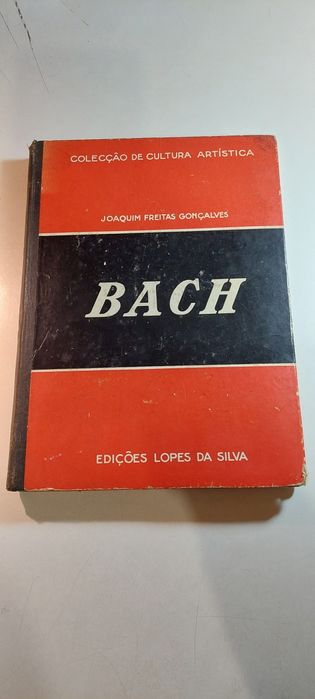 COLECÇÃO DE CULTURA ARTÍSTICA
JOAQUIM FREITAS GONÇALVES
BACH
EDIÇÕES LOPES DA SILVA